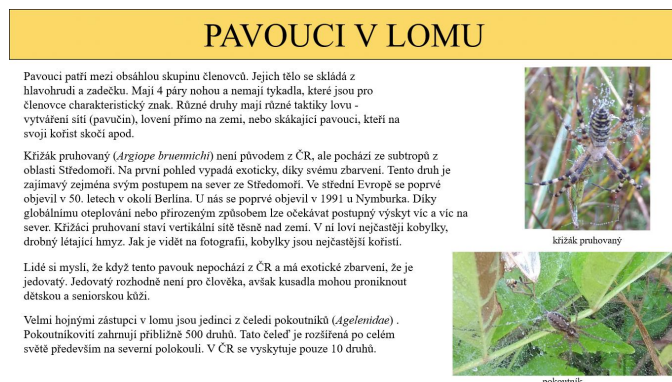 PAVOUCI V LOMU
Pavouci patří mezi obsáhlou skupinu členovců. Jejich tělo se skládá z
hlavohrudi a zadečku. Mají 4 páry nohou a nemají tykadla, které jsou pro
členovce charakteristický znak. Různé druhy mají různé taktiky lovu -
vytváření sítí (pavučin), lovení přímo na zemi, nebo skákající pavouci, kteří na
svoji kořist skočí apod.
Křižák pruhovaný (Argiope bruennichi) není původem z ČR, ale pochází ze subtropů z
oblasti Středomoří. Na první pohled vypadá exoticky, díky svému zbarvení. Tento druh je
zajímavý zejména svým postupem na sever ze Středomoří. Ve střední Evropě se poprvé
objevil v 50. letech v okolí Berlína. U nás se poprvé objevil v 1991 u Nymburka. Díky
globálnímu oteplování nebo přirozeným způsobem lze očekávat postupný výskyt víc a víc na
sever. Křižáci pruhovaní staví vertikální sítě těsně nad zemí. V ní loví nejčastěji kobylky,
drobný létající hmyz. Jak je vidět na fotografii, kobylky jsou nejčastější kořistí.
křižák pruhovaný
Lidé si myslí, že když tento pavouk nepochází z ČR a má exotické zbarvení, že je
jedovatý. Jedovatý rozhodně není pro člověka, avšak kusadla mohou proniknout
dětskou a seniorskou kůži.
Velmi hojnými zástupci v lomu jsou jedinci z čeledi pokoutníků (Agelenidae) .
Pokoutníkovití zahrnují přibližně 500 druhů. Tato čeleď je rozšířená po celém
světě především na severní polokouli. V ČR se vyskytuje pouze 10 druhů.
pokoutník